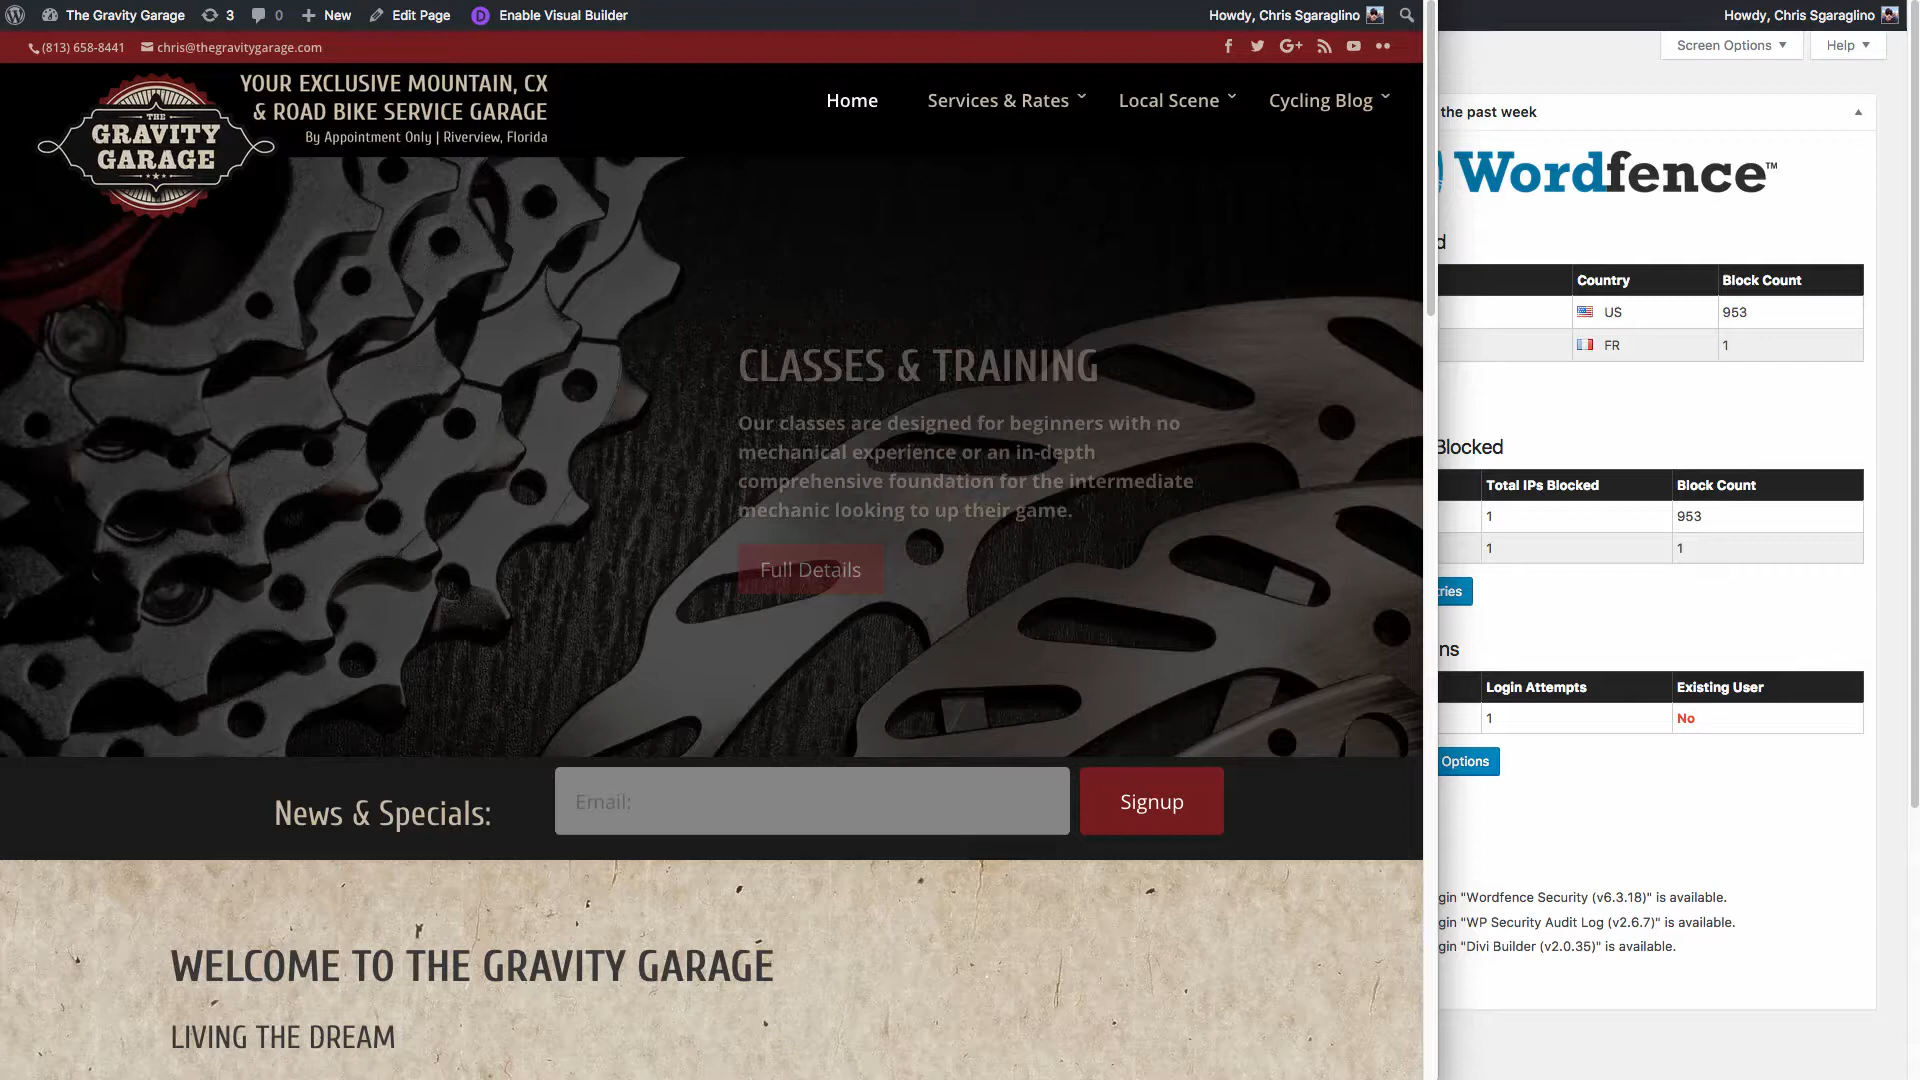 The Gravity Garage 3 0 New Edit Page Enable Visual Builder Howdy, Chris Sgaraglino
(813) 658-8441 chris@thegravitygarage.com
THE
GRAVITY
GARAGE
YOUR EXCLUSIVE MOUNTAIN, CX
& ROAD BIKE SERVICE GARAGE
By Appointment Only | Riverview, Florida
Home Services & Rates Local Scene Cycling Blog
CLASSES & TRAINING
Our classes are designed for beginners with no
mechanical experience or an in-depth
comprehensive foundation for the intermediate
mechanic looking to up their game.
Full Details
News & Specials:
Email:
Signup
WELCOME TO THE GRAVITY GARAGE
LIVING THE DREAM
Howdy, Chris Sgaraglino
Screen Options Help
the past week
Wordfence™
d
Country Block Count
US 953
FR 1
Blocked
Total IPs Blocked Block Count
1 953
1 1
tries
ns
Login Attempts Existing User
1 No
Options
gin "Wordfence Security (v6.3.18)" is available.
gin "WP Security Audit Log (v2.6.7)" is available.
gin "Divi Builder (v2.0.35)" is available.